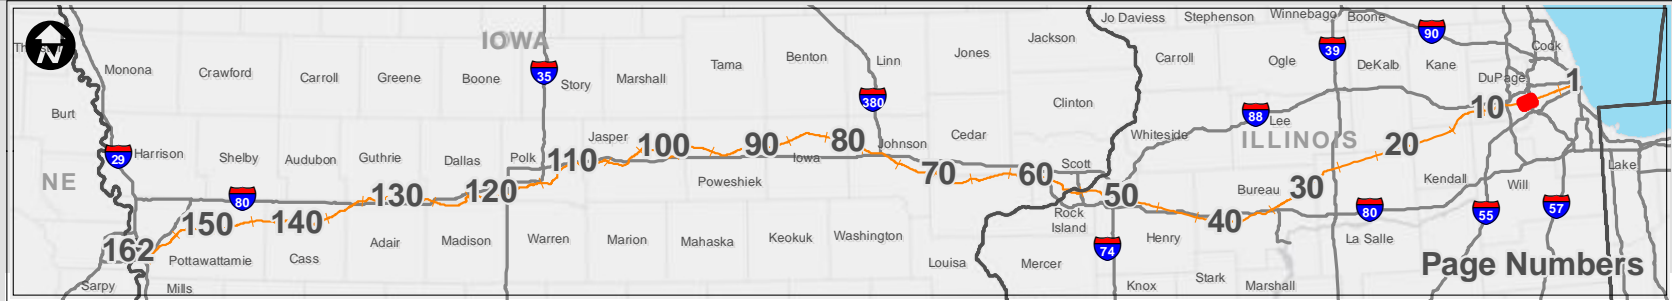 Jo Daviess Stephenson Winnebago Boone
IOWA
N
Monona Crawford Carroll Greene Boone 35 Story Marshall Tama Benton Linn Jones Jackson Carroll Ogle 39 DeKalb Kane 90 Cook
DuPage 1
Burt 380 Clinton 88 Lee 10
Harrison 29 Shelby Audubon Guthrie Dallas Polk Jasper 100 90 80 Iowa Johnson Cedar Scott Whiteside ILLINOIS 20
110
NE 80 130 120 Poweshiek 70 60 50 Bureau 30 Kendall Will Lake
162 150 140 Adair Madison Warren Marion Mahaska Keokuk Washington Rock Island 40 80 55 57
Pottawattamie Cass Louisa Mercer 74 Henry La Salle
Sarpy Mills Knox Stark Marshall
Page Numbers